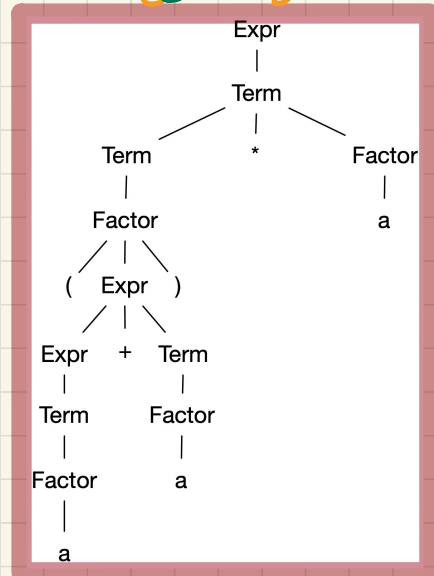 Expr
Term
Term * Factor
Factor a
( Expr )
Expr + Term
Term Factor
Factor a
a